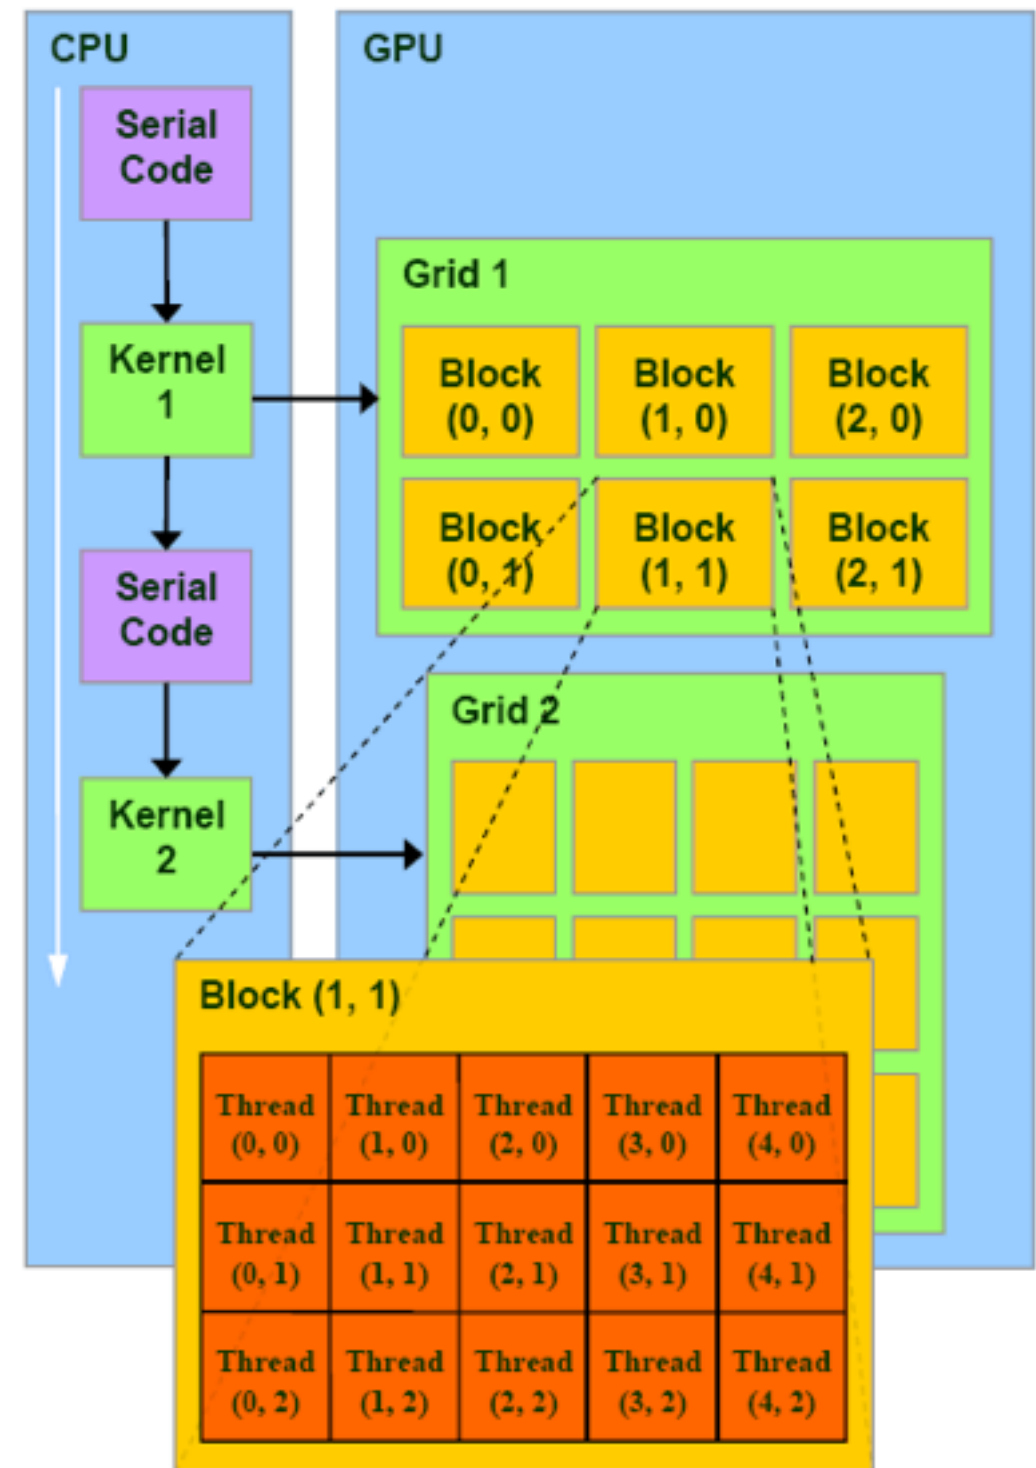 CPU
Serial
Code
Kernel
1
Serial
Code
Kernel
2
GPU
Grid 1
Block
(0, 0)
Block
(1, 0)
Block
(2, 0)
Block
(0, 1)
Block
(1, 1)
Block
(2, 1)
Grid 2
Block (1, 1)
Thread
(0, 0)
Thread
(1, 0)
Thread
(2, 0)
Thread
(3, 0)
Thread
(4, 0)
Thread
(0, 1)
Thread
(1, 1)
Thread
(2, 1)
Thread
(3, 1)
Thread
(4, 1)
Thread
(0, 2)
Thread
(1, 2)
Thread
(2, 2)
Thread
(3, 2)
Thread
(4, 2)